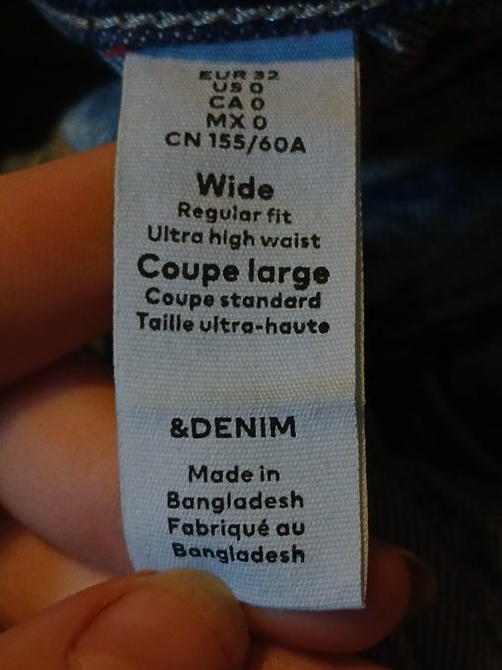 EUR 32
US 0
CA 0
MX 0
CN 155/60A
Wide
Regular fit
Ultra high waist
Coupe large
Coupe standard
Taille ultra-haute
&DENIM
Made in
Bangladesh
Fabriqué au
Bangladesh